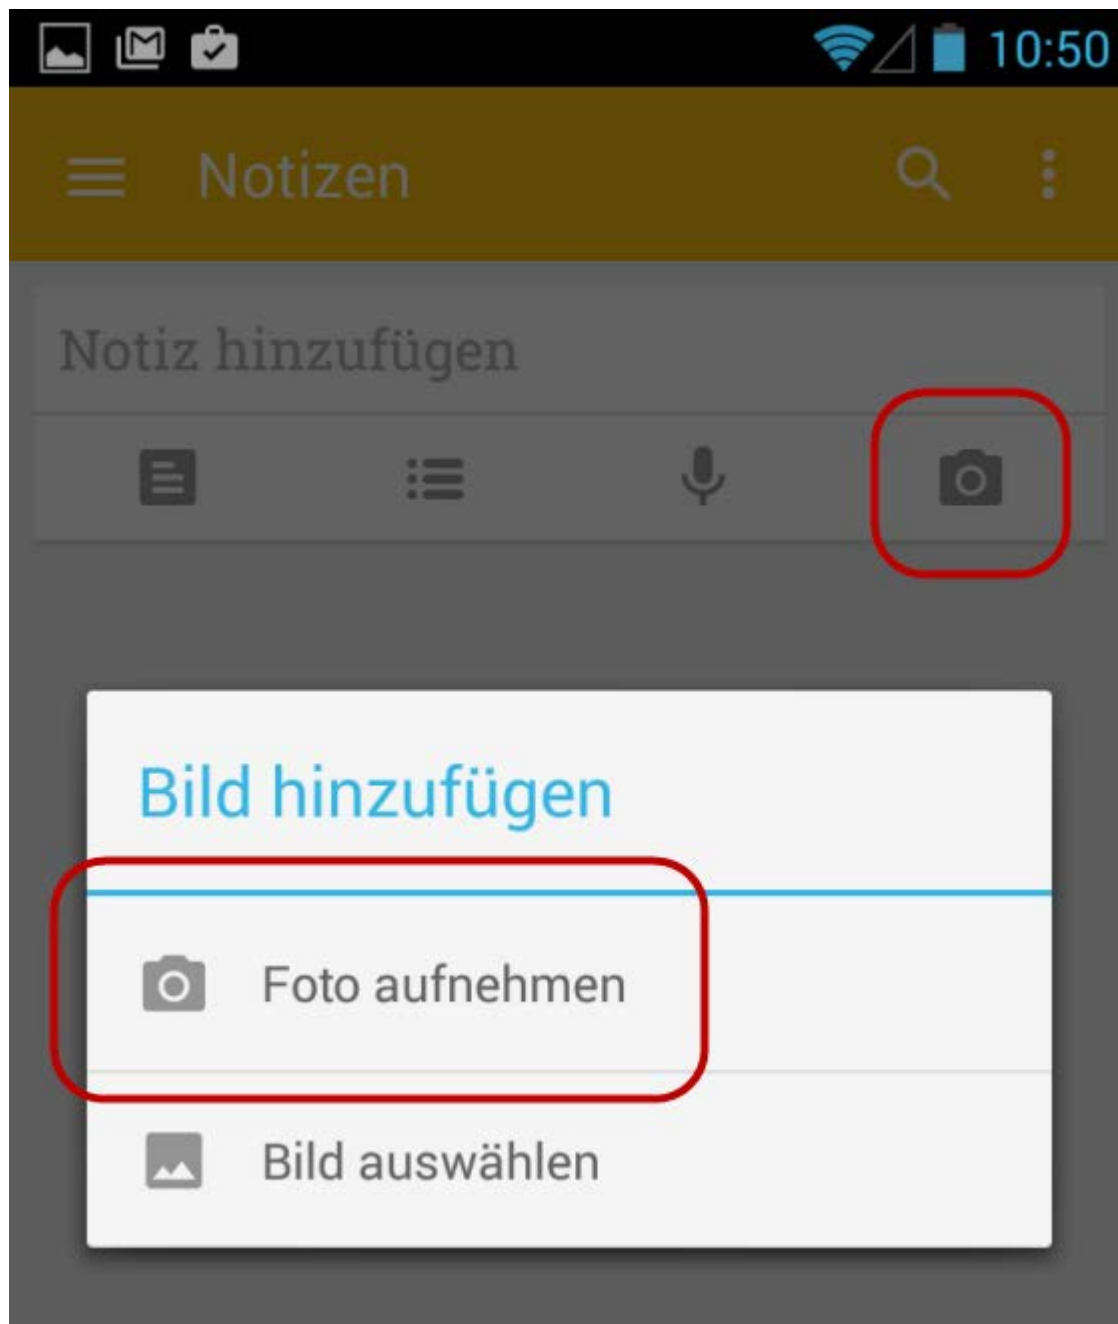 10:50
Notizen
Notiz hinzufügen
Bild hinzufügen
Foto aufnehmen
Bild auswählen